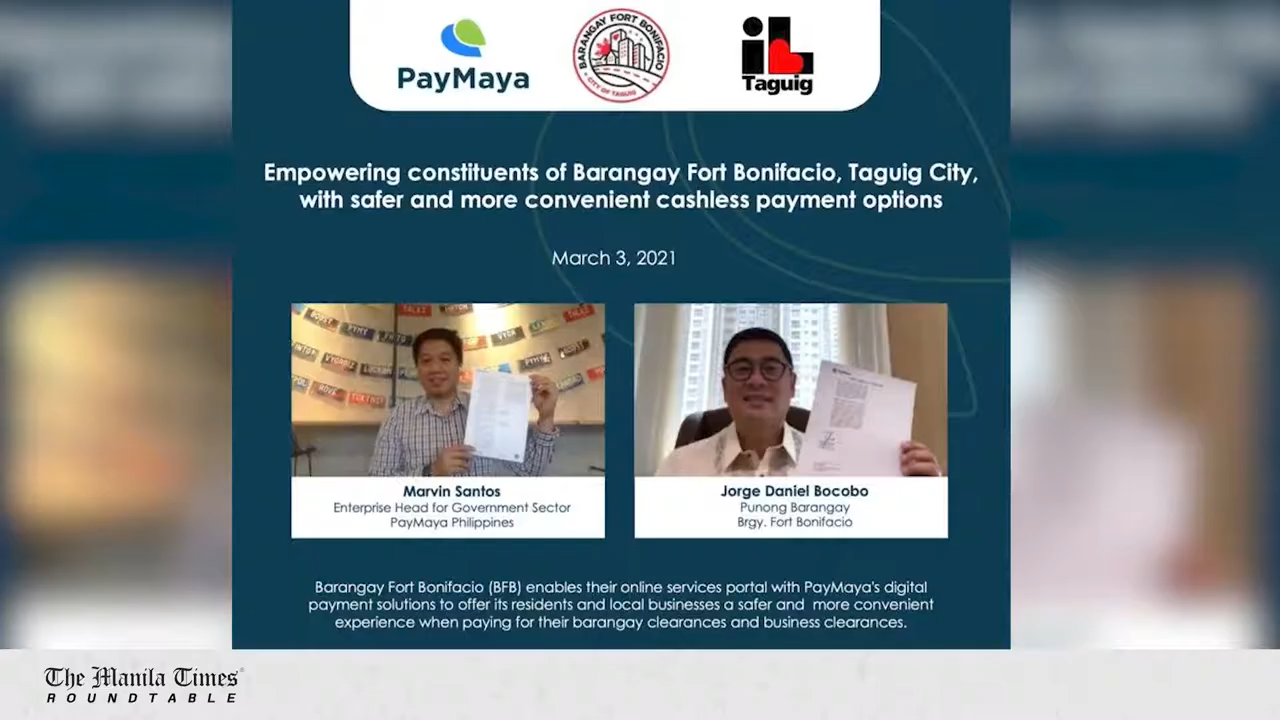 PayMaya
BARANGAY FORT BONIFACIO
CITY OF TAGUIG
iL
Taguig
Empowering constituents of Barangay Fort Bonifacio, Taguig City,
with safer and more convenient cashless payment options
March 3, 2021
Marvin Santos
Enterprise Head for Government Sector
PayMaya Philippines
Jorge Daniel Bocobo
Punong Barangay
Brgy. Fort Bonifacio
Barangay Fort Bonifacio (BFB) enables their online services portal with PayMaya's digital
payment solutions to offer its residents and local businesses a safer and more convenient
experience when paying for their barangay clearances and business clearances.
The Manila Times
ROUNDTABLE